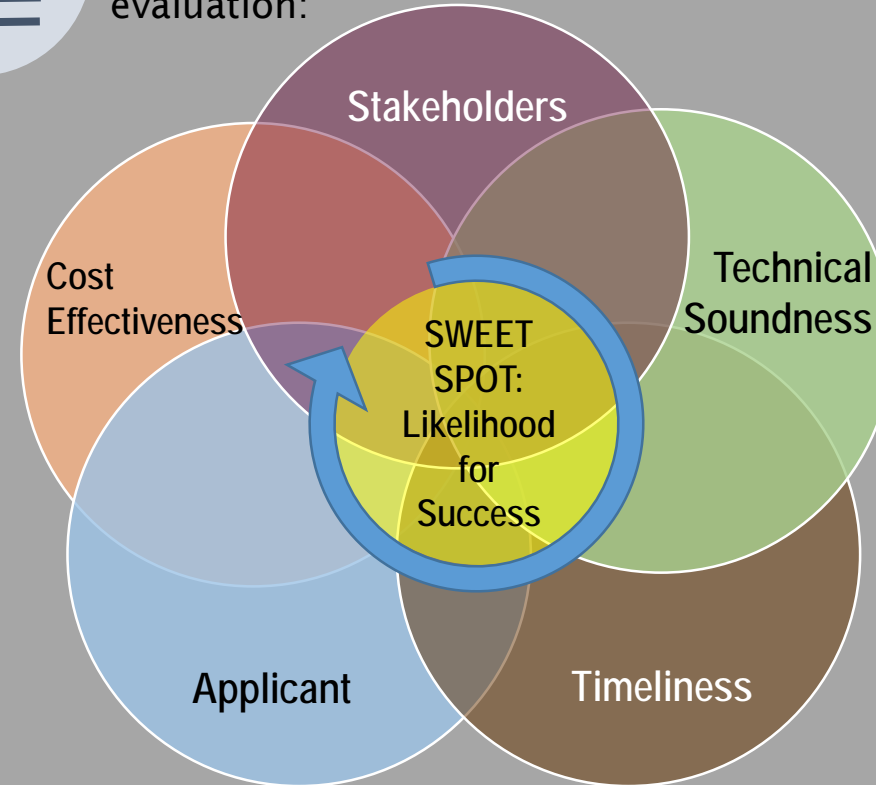 evaluation:
Stakeholders
Cost
Effectiveness
Technical
Soundness
SWEET
SPOT:
Likelihood
for
Success
Applicant
Timeliness